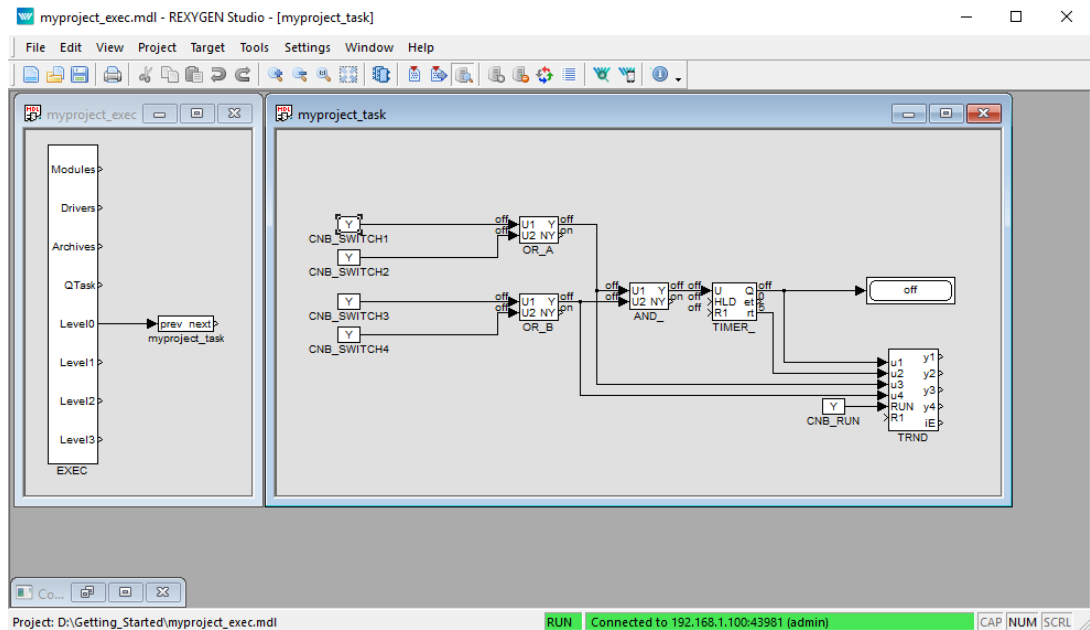 myproject_exec.mdl - REXYGEN Studio - [myproject_task]
File Edit View Project Target Tools Settings Window Help
myproject_exec
Modules
Drivers
Archives
QTask
Level0
prev next
myproject_task
Level1
Level2
Level3
EXEC
myproject_task
Y
CNB_SWITCH1
Y
CNB_SWITCH2
off U1 Y off
off U2 NY on
OR_A
Y
CNB_SWITCH3
Y
CNB_SWITCH4
off U1 Y off
off U2 NY on
OR_B
off U1 Y off
off U2 NY on
AND_
off U Q off
off HLD et 0
off R1 rt 5
TIMER_
off
u1 y1
u2 y2
u3 y3
u4
RUN y4
R1 iE
TRND
Y
CNB_RUN
Co...
Project: D:\Getting_Started\myproject_exec.mdl RUN Connected to 192.168.1.100:43981 (admin) CAP NUM SCRL